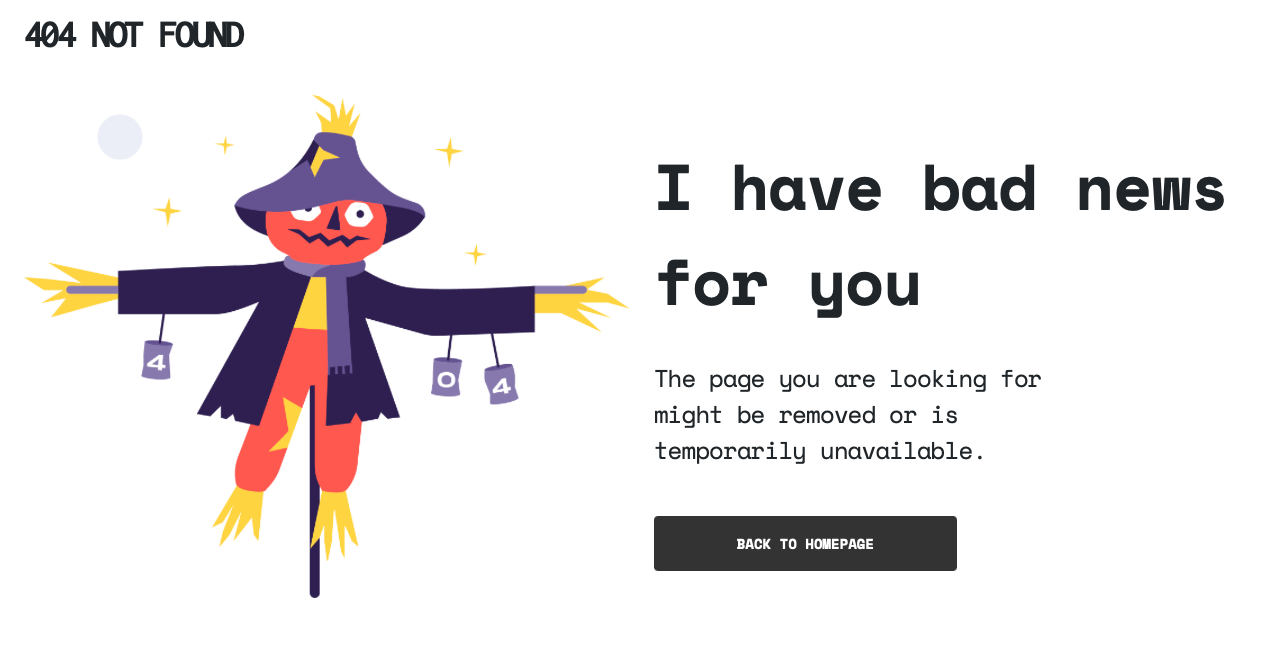 404 NOT FOUND
I have bad news
for you
4
0
4
The page you are looking for
might be removed or is
temporarily unavailable.
BACK TO HOMEPAGE